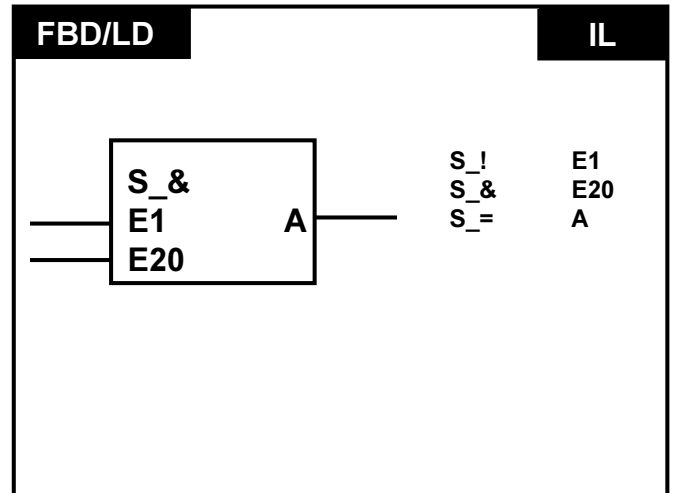 FBD/LD
IL
S_&
E1 A
E20
S_! E1
S_& E20
S_= A